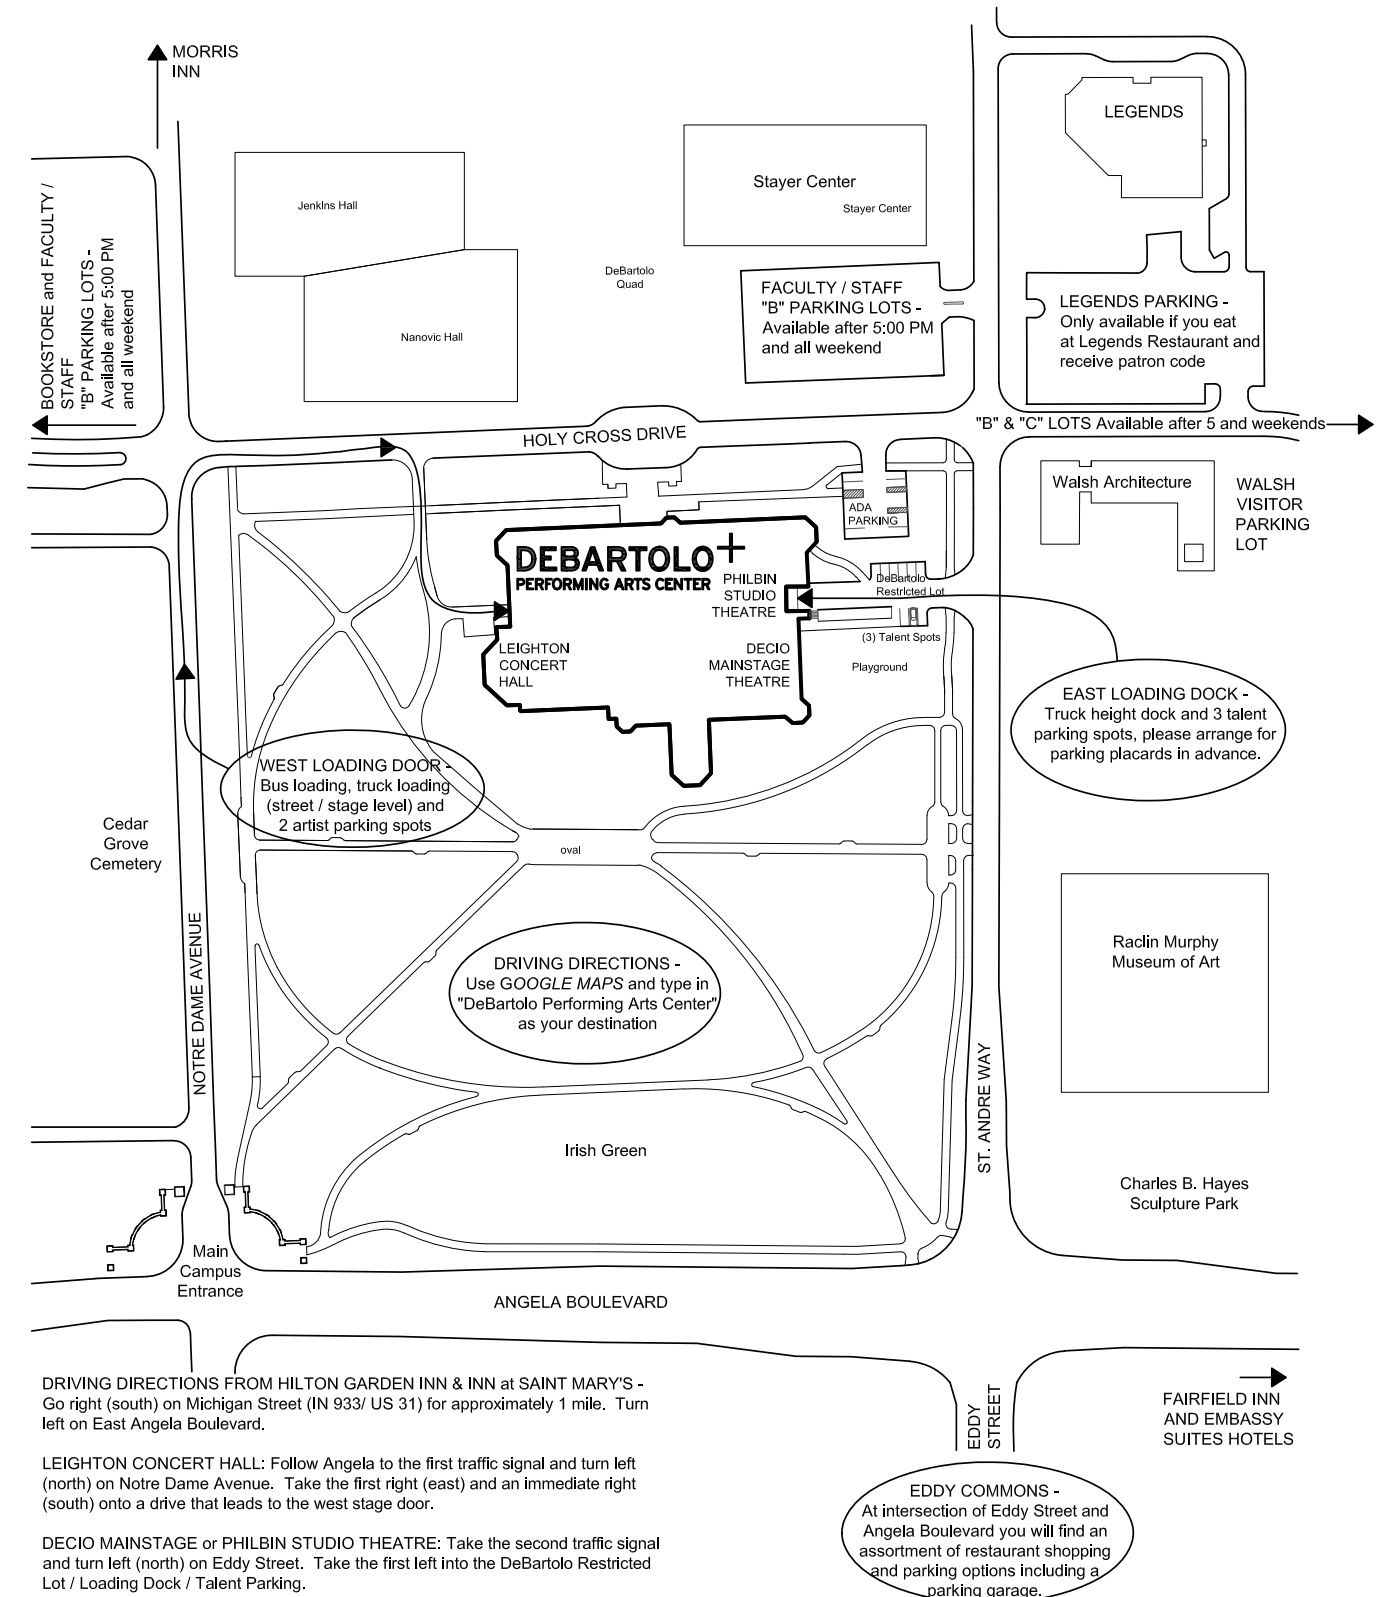 MORRIS
INN
LEGENDS
Stayer Center
Stayer Center
JenkIns Hall
BOOKSTORE and FACULTY /
STAFF
"B" PARKING LOTS -
Available after 5:00 PM
and all weekend
DeBartolo
Quad
FACULTY / STAFF
"B" PARKING LOTS -
Available after 5:00 PM
and all weekend
LEGENDS PARKING -
Only available if you eat
at Legends Restaurant and
receive patron code
Nanovic Hall
"B" & "C" LOTS Available after 5 and weekends
HOLY CROSS DRIVE
Walsh Architecture
WALSH
VISITOR
PARKING
LOT
ADA
PARKING
DEBARTOLO+
PERFORMING ARTS CENTER
PHILBIN
STUDIO
THEATRE
DeBartolo
RestrIcted Lot
(3) Talent Spots
LEIGHTON
CONCERT
HALL
DECIO
MAINSTAGE
THEATRE
Playground
EAST LOADING DOCK -
Truck height dock and 3 talent
parking spots, please arrange for
parking placards in advance.
WEST LOADING DOOR -
Bus loading, truck loading
(street / stage level) and
2 artist parking spots
Cedar
Grove
Cemetery
oval
NOTRE DAME AVENUE
DRIVING DIRECTIONS -
Use GOOGLE MAPS and type in
"DeBartolo Performing Arts Center"
as your destination
Raclin Murphy
Museum of Art
ST. ANDRE WAY
Irish Green
Charles B. Hayes
Sculpture Park
Main
Campus
Entrance
ANGELA BOULEVARD
DRIVING DIRECTIONS FROM HILTON GARDEN INN & INN at SAINT MARY'S -
Go right (south) on Michigan Street (IN 933/ US 31) for approximately 1 mile. Turn
left on East Angela Boulevard.
LEIGHTON CONCERT HALL: Follow Angela to the first traffic signal and turn left
(north) on Notre Dame Avenue. Take the first right (east) and an immediate right
(south) onto a drive that leads to the west stage door.
DECIO MAINSTAGE or PHILBIN STUDIO THEATRE: Take the second traffic signal
and turn left (north) on Eddy Street. Take the first left into the DeBartolo Restricted
Lot / Loading Dock / Talent Parking.
EDDY
STREET
FAIRFIELD INN
AND EMBASSY
SUITES HOTELS
EDDY COMMONS -
At intersection of Eddy Street and
Angela Boulevard you will find an
assortment of restaurant shopping
and parking options including a
parking garage.